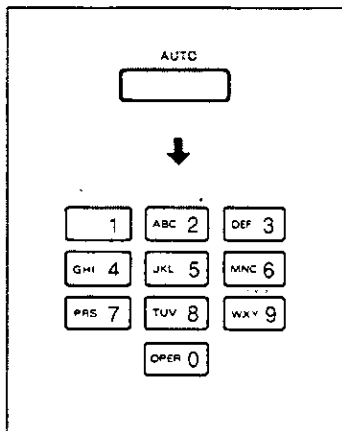 AUTO
1 ABC 2 DEF 3
GHI 4 JKL 5 MNC 6
PRS 7 TUV 8 WXY 9
OPER 0